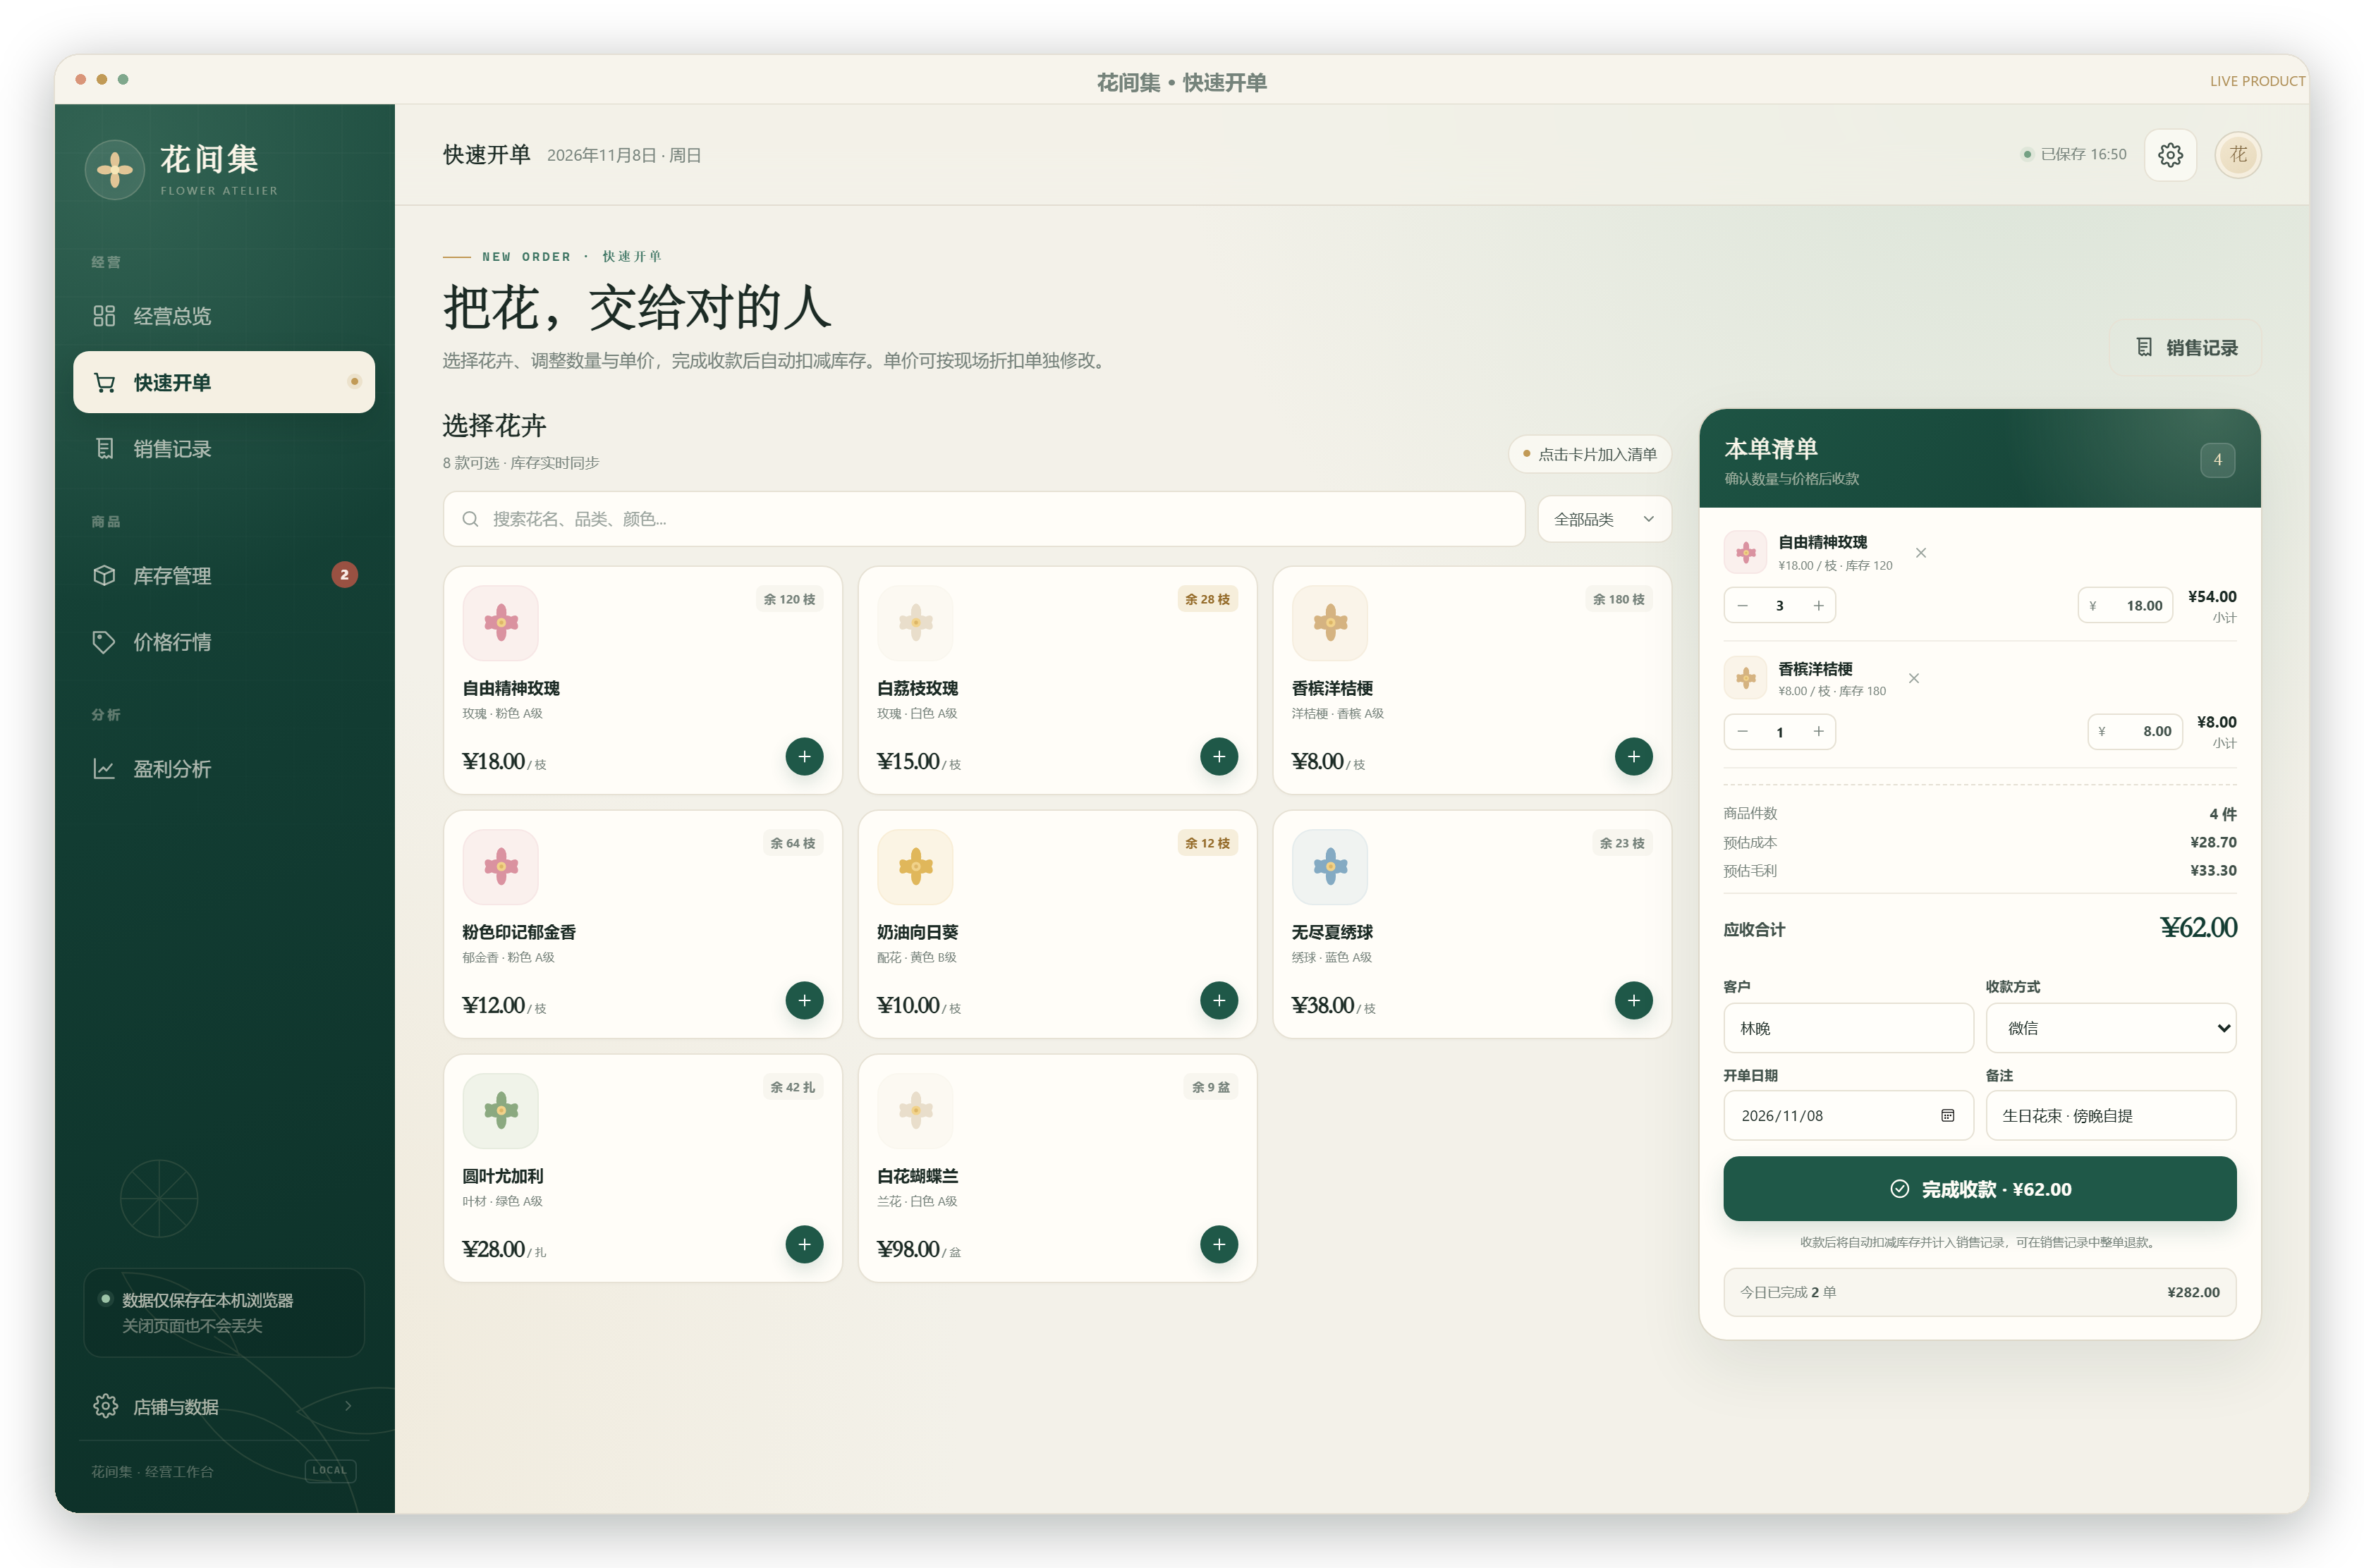 花间集 • 快速开单
LIVE PRODUCT
花间集
FLOWER ATELIER
经营
经营总览
快速开单
销售记录
商品
库存管理
2
价格行情
分析
盈利分析
数据仅保存在本机浏览器
关闭页面也不会丢失
店铺与数据
花间集 · 经营工作台
LOCAL
快速开单 2026年11月8日 · 周日
已保存 16:50
花
NEW ORDER · 快速开单
把花，交给对的人
选择花卉、调整数量与单价，完成收款后自动扣减库存。单价可按现场折扣单独修改。
销售记录
选择花卉
8 款可选 · 库存实时同步
点击卡片加入清单
搜索花名、品类、颜色...
全部品类
余 120 枝
自由精神玫瑰
玫瑰 · 粉色 A级
¥18.00 / 枝
余 28 枝
白荔枝玫瑰
玫瑰 · 白色 A级
¥15.00 / 枝
余 180 枝
香槟洋桔梗
洋桔梗 · 香槟 A级
¥8.00 / 枝
余 64 枝
粉色印记郁金香
郁金香 · 粉色 A级
¥12.00 / 枝
余 12 枝
奶油向日葵
配花 · 黄色 B级
¥10.00 / 枝
余 23 枝
无尽夏绣球
绣球 · 蓝色 A级
¥38.00 / 枝
余 42 扎
圆叶尤加利
叶材 · 绿色 A级
¥28.00 / 扎
余 9 盆
白花蝴蝶兰
兰花 · 白色 A级
¥98.00 / 盆
本单清单
确认数量与价格后收款
4
自由精神玫瑰
¥18.00 / 枝 · 库存 120
3
¥ 18.00
¥54.00
小计
香槟洋桔梗
¥8.00 / 枝 · 库存 180
1
¥ 8.00
¥8.00
小计
商品件数 4 件
预估成本 ¥28.70
预估毛利 ¥33.30
应收合计 ¥62.00
客户
林晚
收款方式
微信
开单日期
2026/11/08
备注
生日花束 · 傍晚自提
完成收款 · ¥62.00
收款后将自动扣减库存并计入销售记录，可在销售记录中整单退款。
今日已完成 2 单 ¥282.00